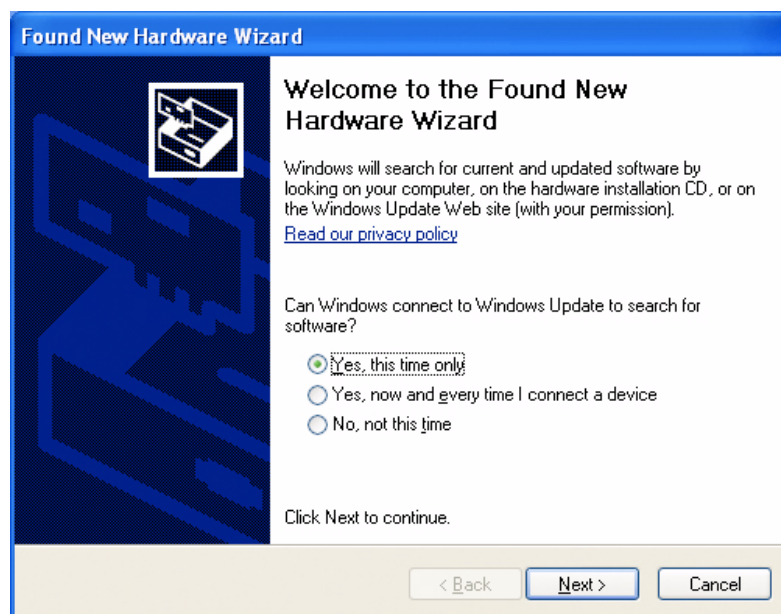 Found New Hardware Wizard
Welcome to the Found New
Hardware Wizard
Windows will search for current and updated software by
looking on your computer, on the hardware installation CD, or on
the Windows Update Web site (with your permission).
Read our privacy policy
Can Windows connect to Windows Update to search for
software?
Yes, this time only
Yes, now and every time I connect a device
No, not this time
Click Next to continue.
< Back
Next >
Cancel